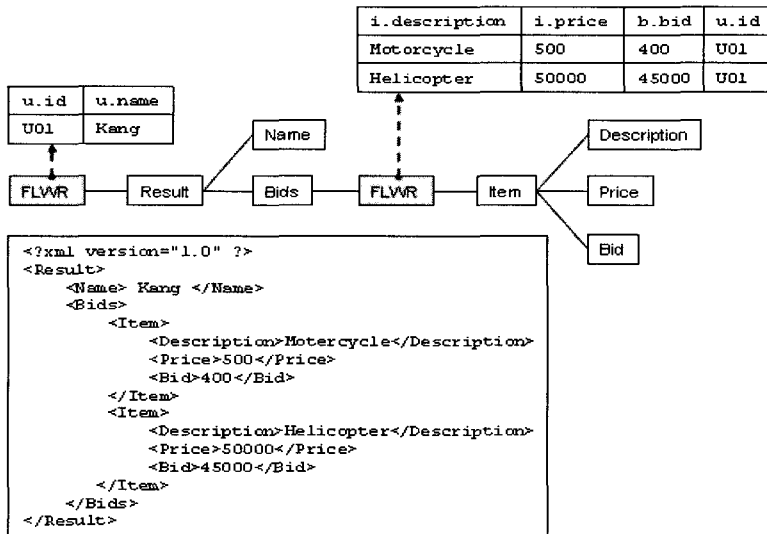 i.description i.price b.bid u.id
Motorcycle 500 400 U01
Helicopter 50000 45000 U01
u.id u.name
U01 Kang
Name
Description
FLWR Result Bids FLWR Item Price
Bid
<?xml version="1.0" ?>
<Result>
<Name> Kang </Name>
<Bids>
<Item>
<Description>Motercycle</Description>
<Price>500</Price>
<Bid>400</Bid>
</Item>
<Item>
<Description>Helicopter</Description>
<Price>50000</Price>
<Bid>45000</Bid>
</Item>
</Bids>
</Result>